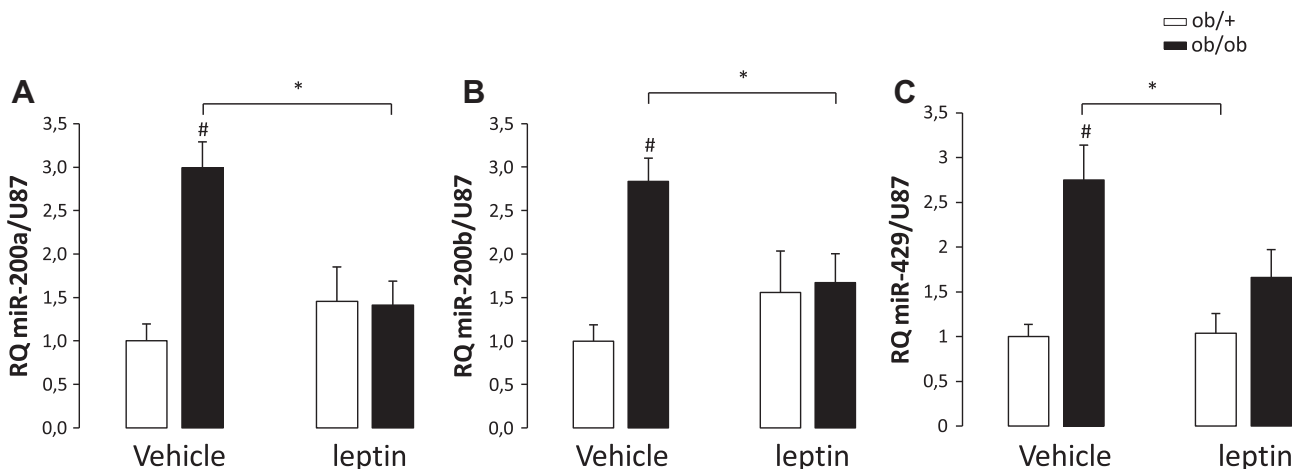 ob/+
ob/ob
A
*
#
RQ miR-200a/U87
3,5
3,0
2,5
2,0
1,5
1,0
0,5
0,0
Vehicle
leptin
B
*
#
RQ miR-200b/U87
3,5
3,0
2,5
2,0
1,5
1,0
0,5
0,0
Vehicle
leptin
C
*
#
RQ miR-429/U87
3,5
3
2,5
2
1,5
1
0,5
0
Vehicle
leptin